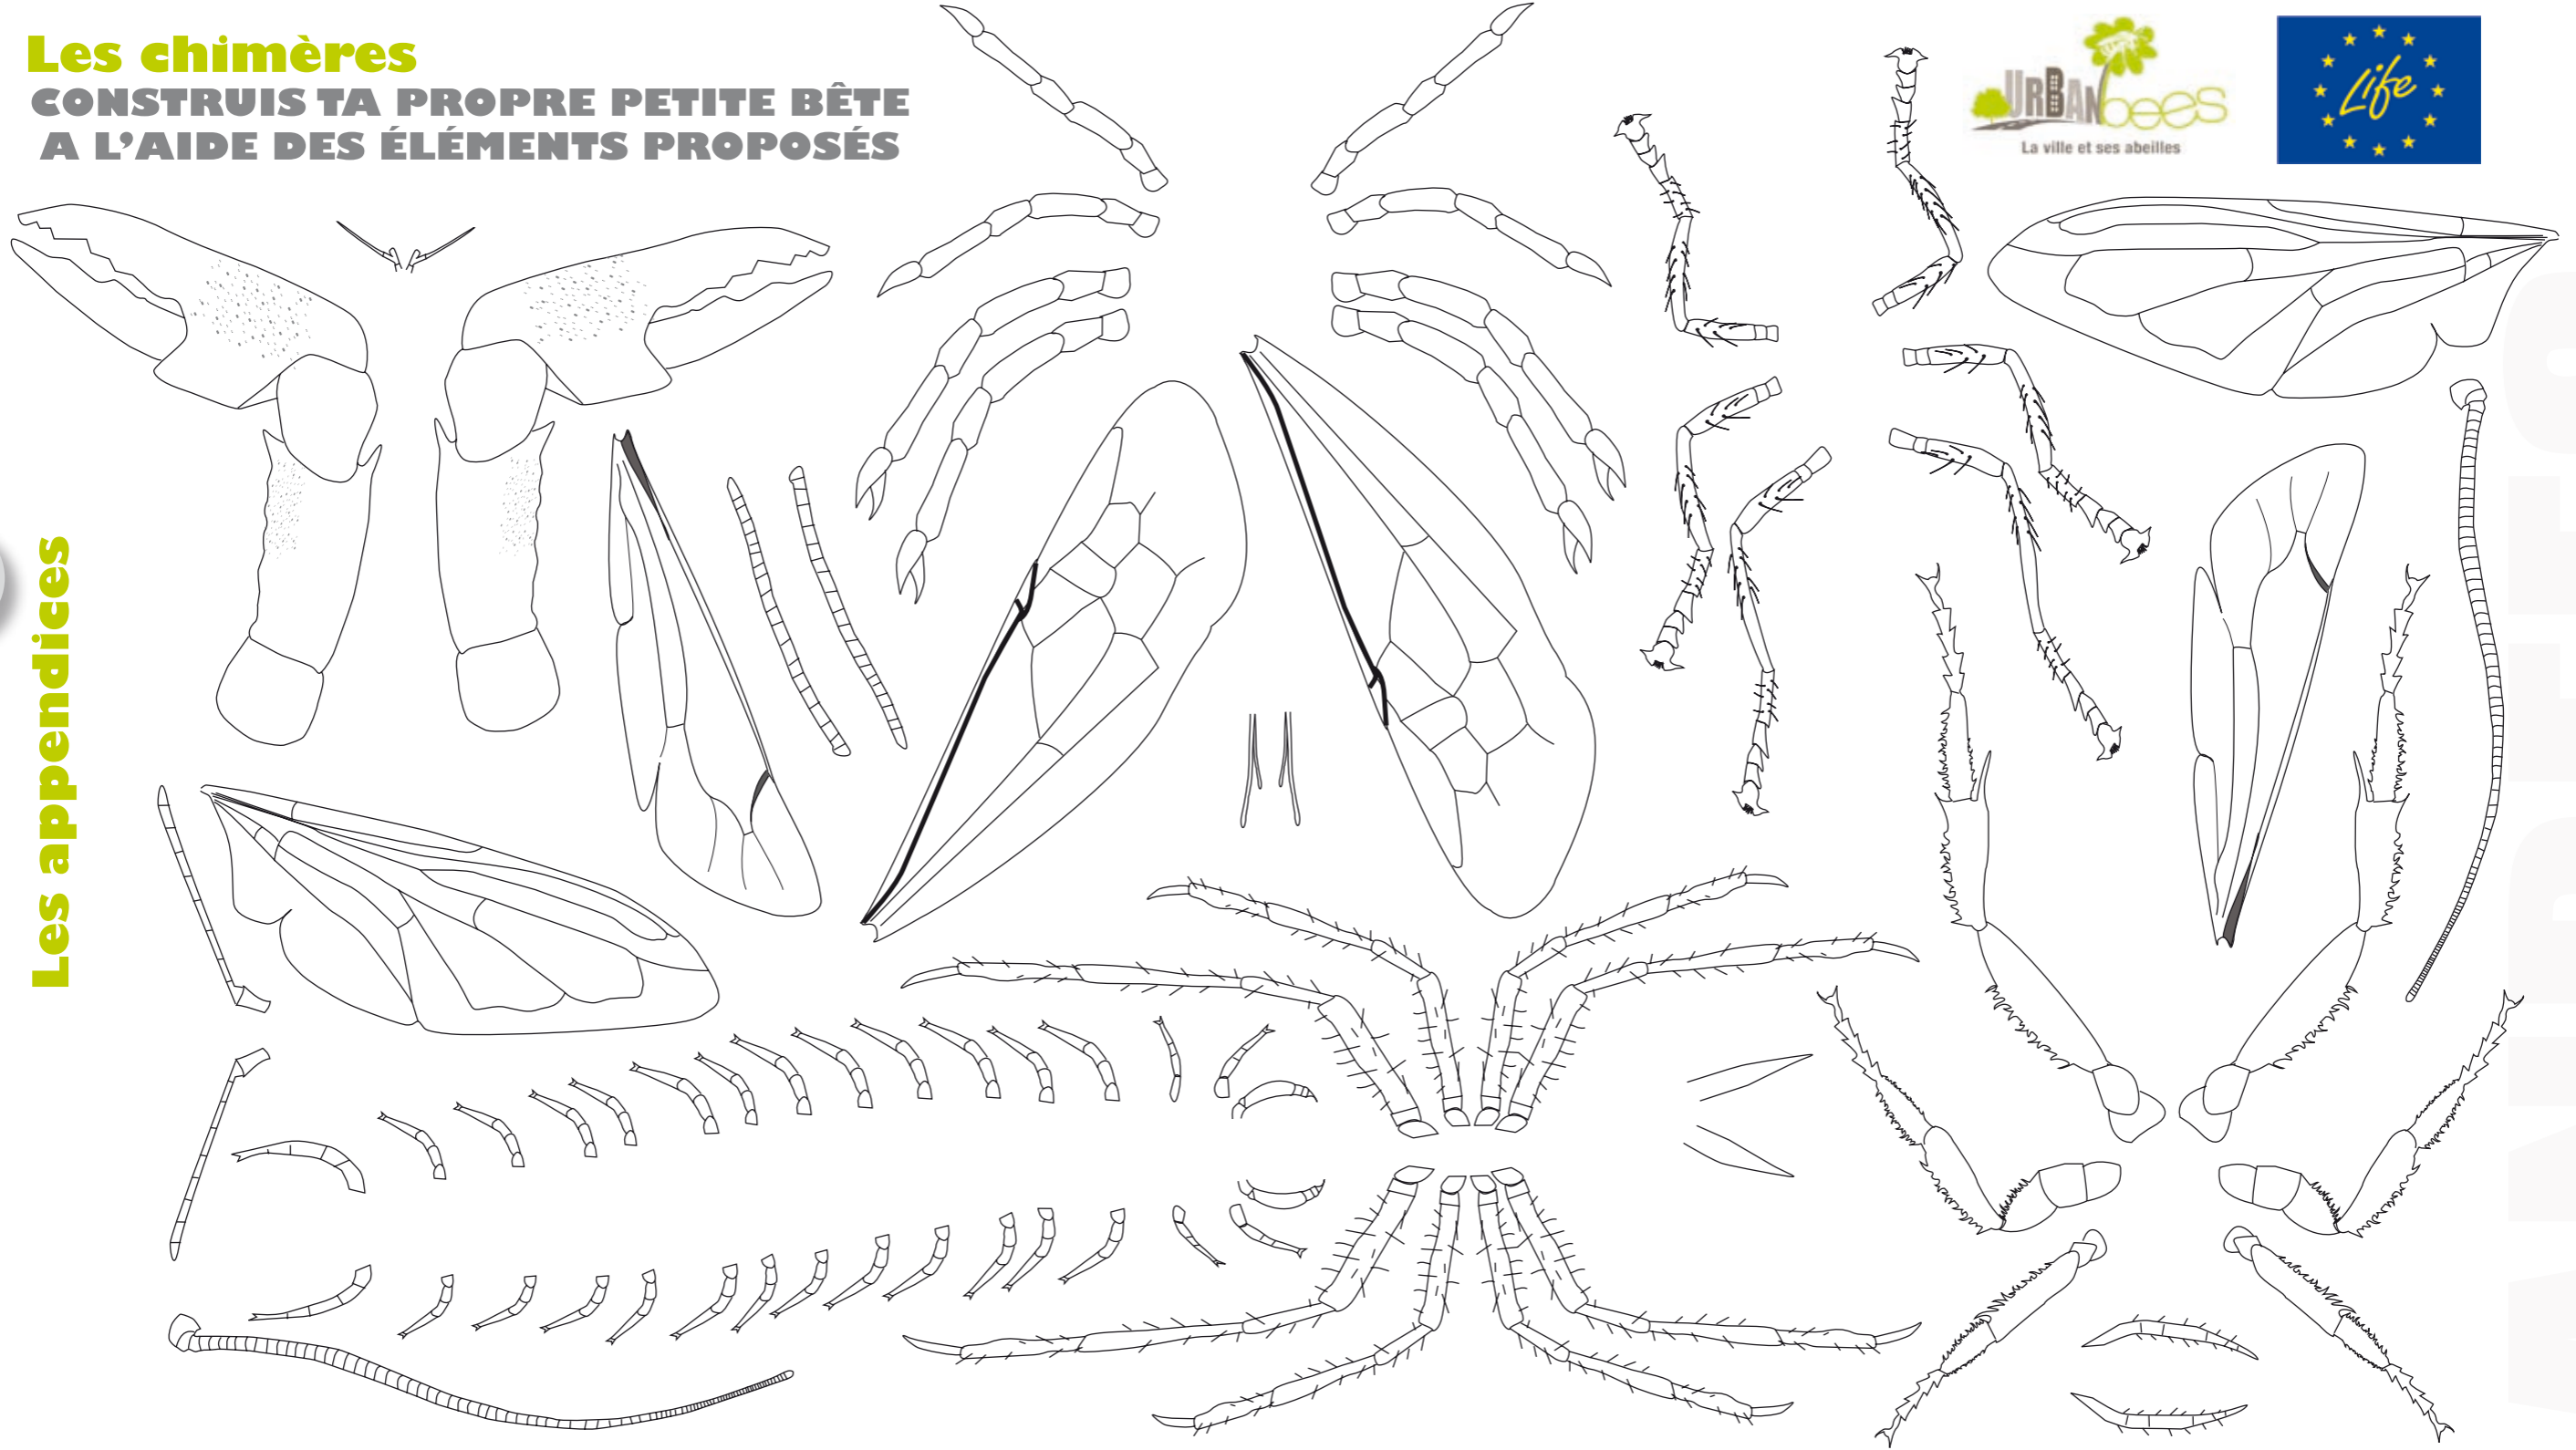 Les chimères
CONSTRUIS TA PROPRE PETITE BÊTE
A L'AIDE DES ÉLÉMENTS PROPOSÉS
URBANbees
La ville et ses abeilles
Life
Les appendices